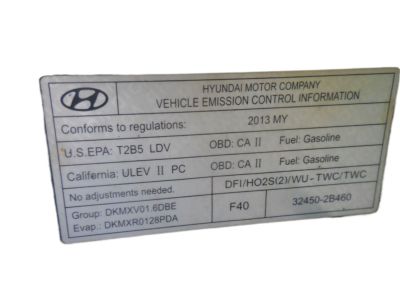 HYUNDAI MOTOR COMPANY
VEHICLE EMISSION CONTROL INFORMATION
Conforms to regulations: 2013 MY
U.S.EPA: T2B5 LDV OBD: CA II Fuel: Gasoline
California: ULEV II PC OBD: CA II Fuel: Gasoline
No adjustments needed. DFI/HO2S(2)/WU-TWC/TWC
Group: DKMXV01.6DBE F40 32450-2B460
Evap.: DKMXR0128PDA